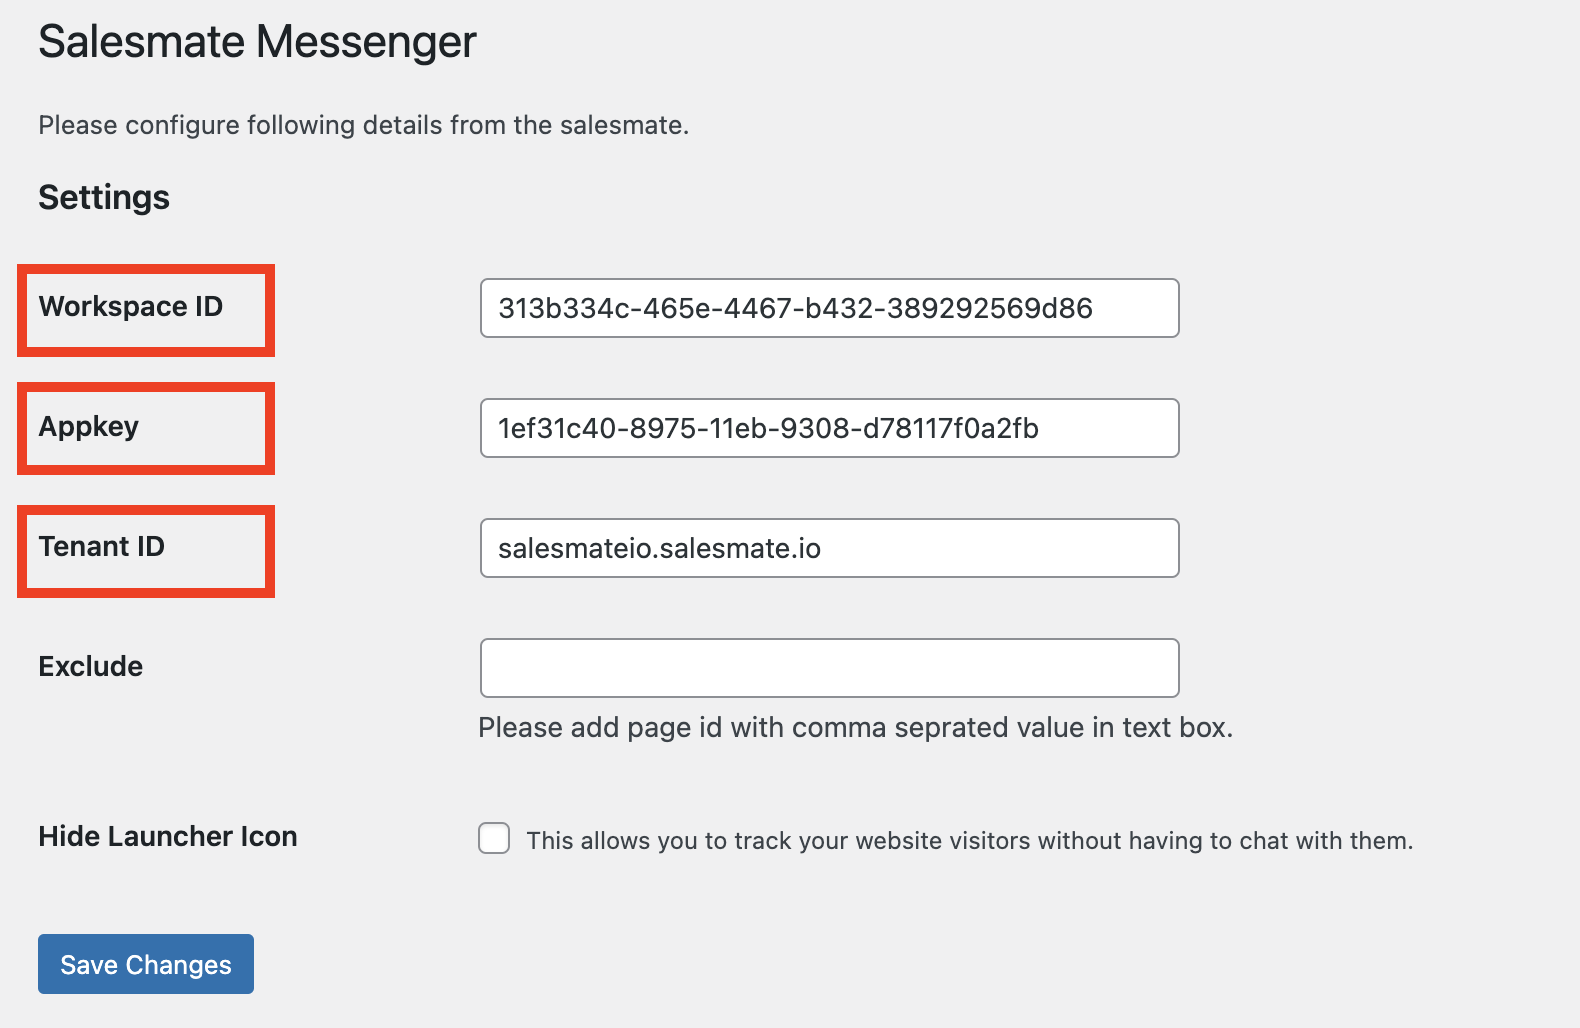 Salesmate Messenger
Please configure following details from the salesmate.
Settings
Workspace ID
313b334c-465e-4467-b432-389292569d86
Appkey
1ef31c40-8975-11eb-9308-d78117f0a2fb
Tenant ID
salesmateio.salesmate.io
Exclude
Please add page id with comma seprated value in text box.
Hide Launcher Icon
This allows you to track your website visitors without having to chat with them.
Save Changes